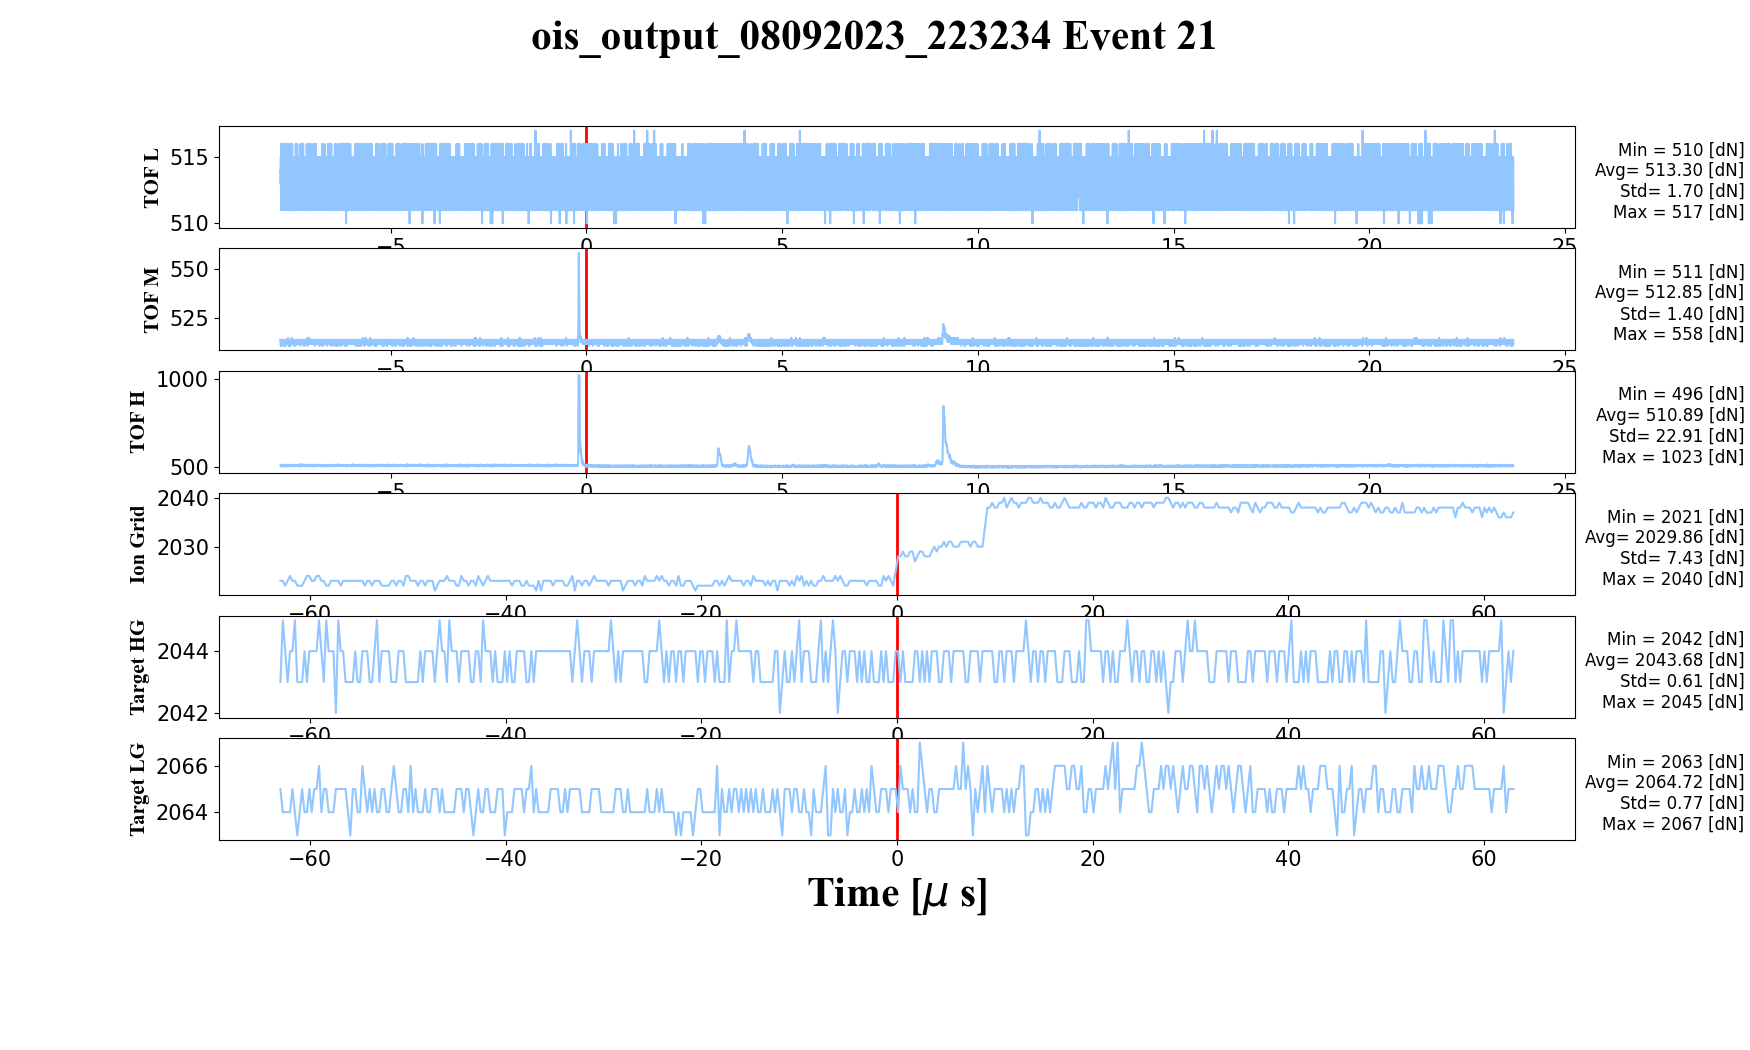 ois_output_08092023_223234 Event 21
TOF L
515
510
Min = 510 [dN]
Avg= 513.30 [dN]
Std= 1.70 [dN]
Max = 517 [dN]
−5 0 5 10 15 20 25
TOF M
550
525
Min = 511 [dN]
Avg= 512.85 [dN]
Std= 1.40 [dN]
Max = 558 [dN]
−5 0 5 10 15 20 25
TOF H
1000
500
Min = 496 [dN]
Avg= 510.89 [dN]
Std= 22.91 [dN]
Max = 1023 [dN]
−5 0 5 10 15 20 25
Ion Grid
2040
2030
Min = 2021 [dN]
Avg= 2029.86 [dN]
Std= 7.43 [dN]
Max = 2040 [dN]
−60 −40 −20 0 20 40 60
Target HG
2044
2042
Min = 2042 [dN]
Avg= 2043.68 [dN]
Std= 0.61 [dN]
Max = 2045 [dN]
−60 −40 −20 0 20 40 60
Target LG
2066
2064
Min = 2063 [dN]
Avg= 2064.72 [dN]
Std= 0.77 [dN]
Max = 2067 [dN]
−60 −40 −20 0 20 40 60
Time [μ s]